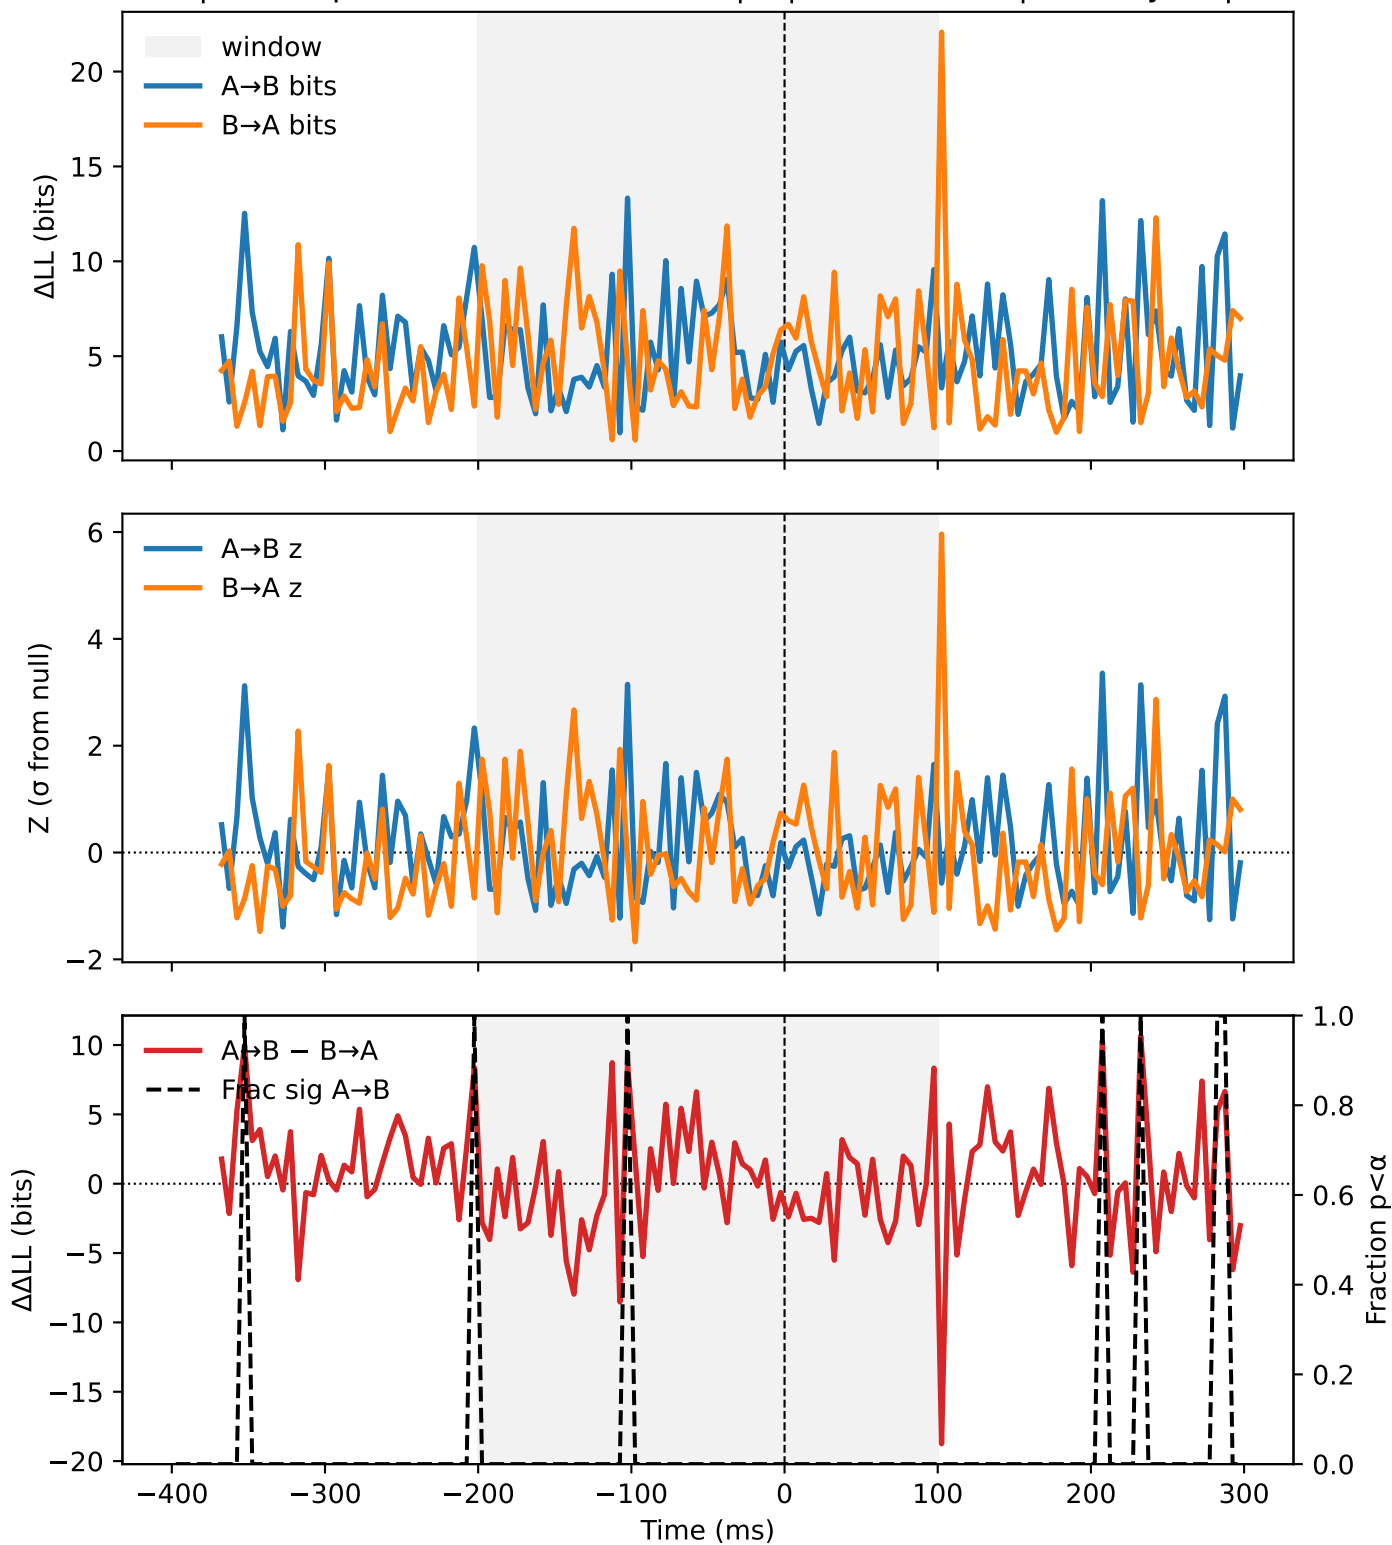 window
A→B bits
B→A bits
ΔLL (bits)
20
15
10
5
0
A→B z
B→A z
Z (σ from null)
6
4
2
0
−2
A→B − B→A
Frac sig A→B
ΔΔLL (bits)
10
5
0
−5
−10
−15
−20
1.0
0.8
0.6
0.4
0.2
0.0
Fraction p<α
−400
−300
−200
−100
0
100
200
300
Time (ms)